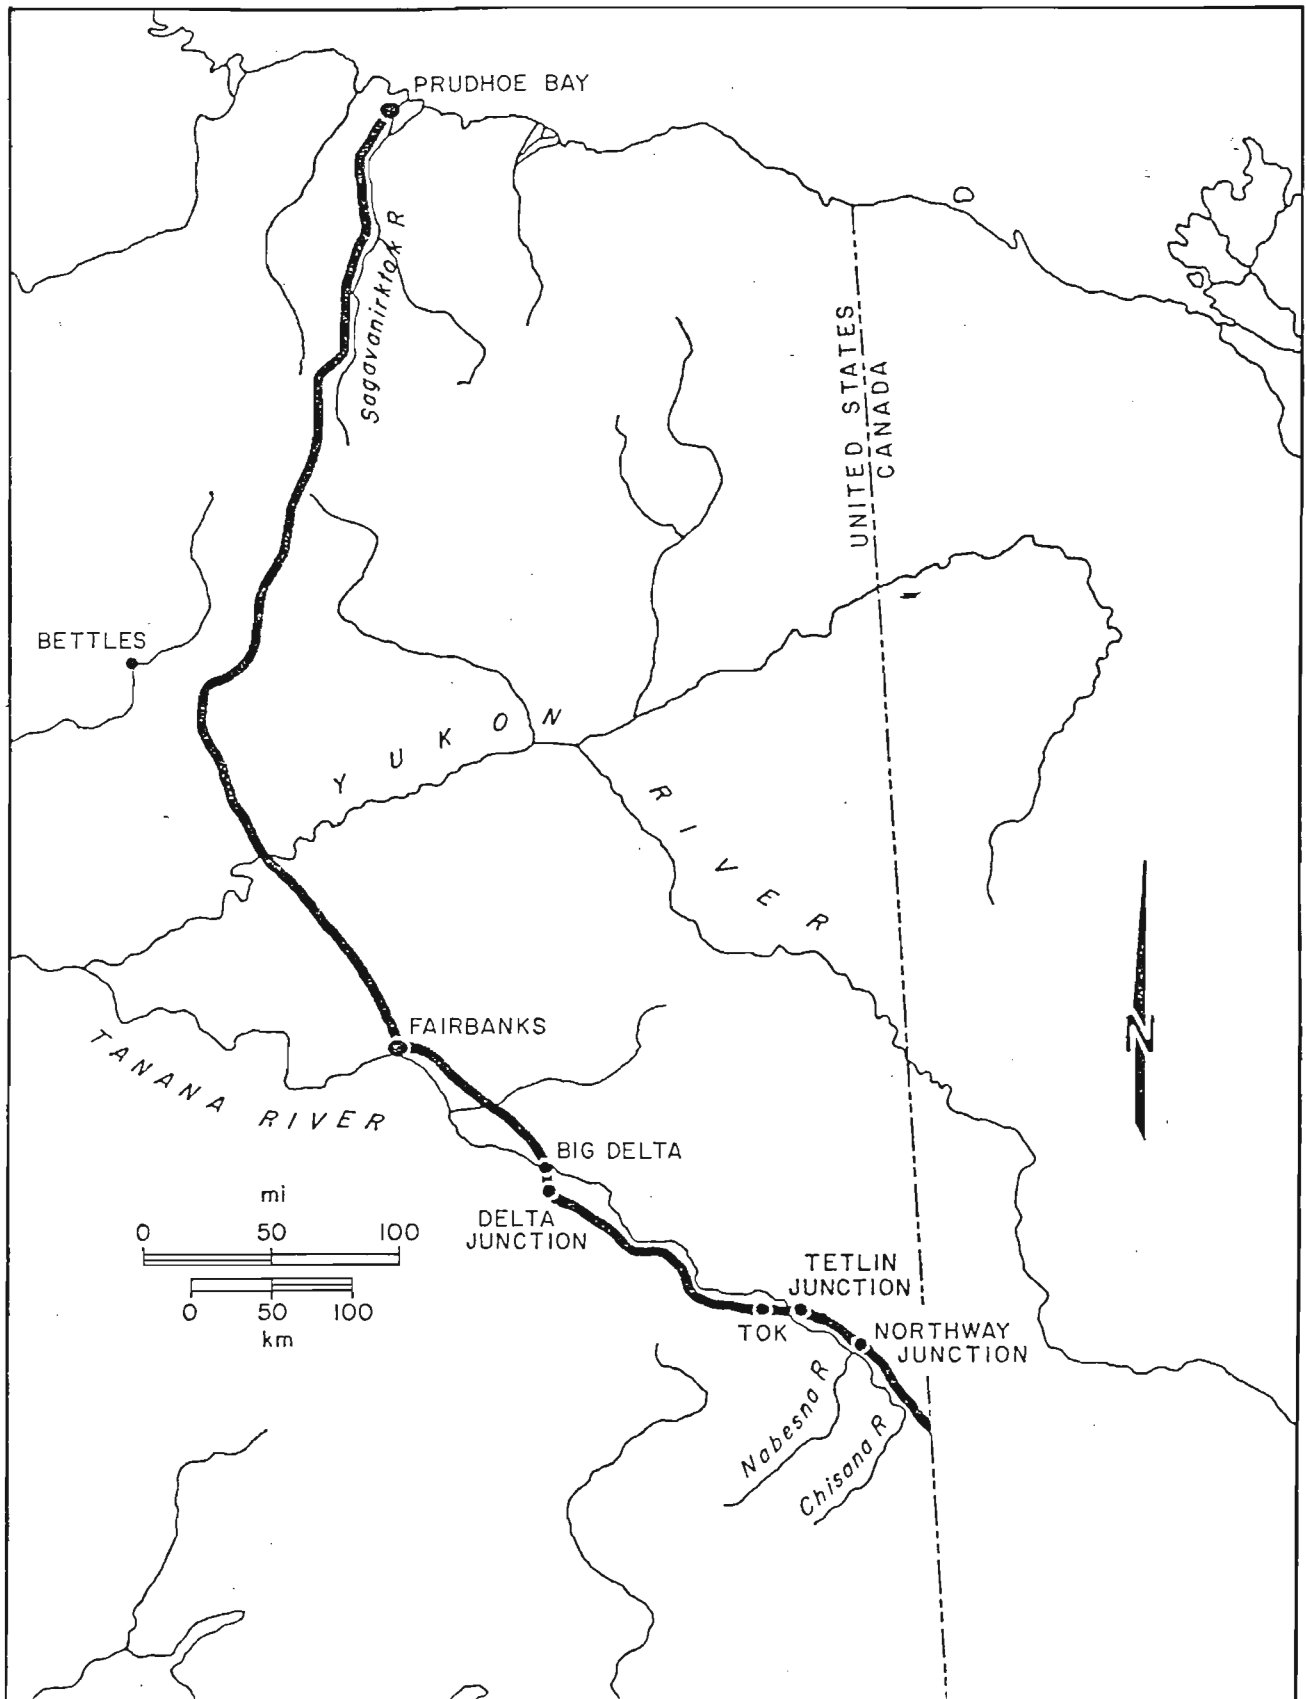 PRUDHOE BAY
Sagavanirktok R
UNITED STATES
CANADA
BETTLES
YUKON
RIVER
N
FAIRBANKS
TANANA RIVER
BIG DELTA
mi
0 50 100
0 50 100
km
DELTA
JUNCTION
TETLIN
JUNCTION
TOK
NORTHWAY
JUNCTION
Nabesna R
Chisana R